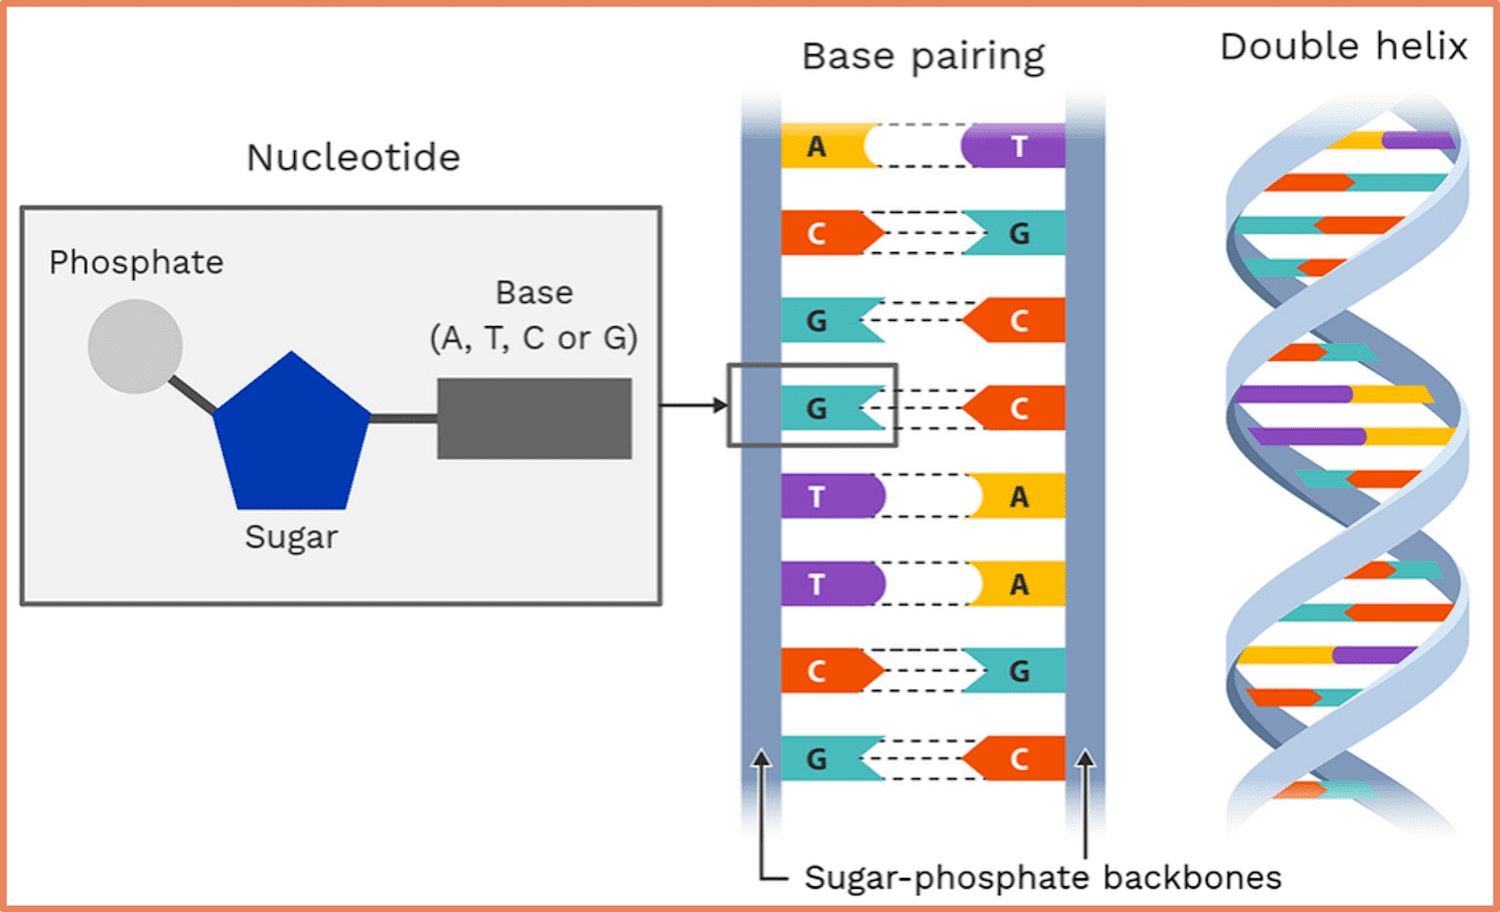 Nucleotide
Phosphate
Base
(A, T, C or G)
Sugar
Base pairing
A T
C G
G C
G C
T A
T A
C G
G C
Sugar-phosphate backbones
Double helix